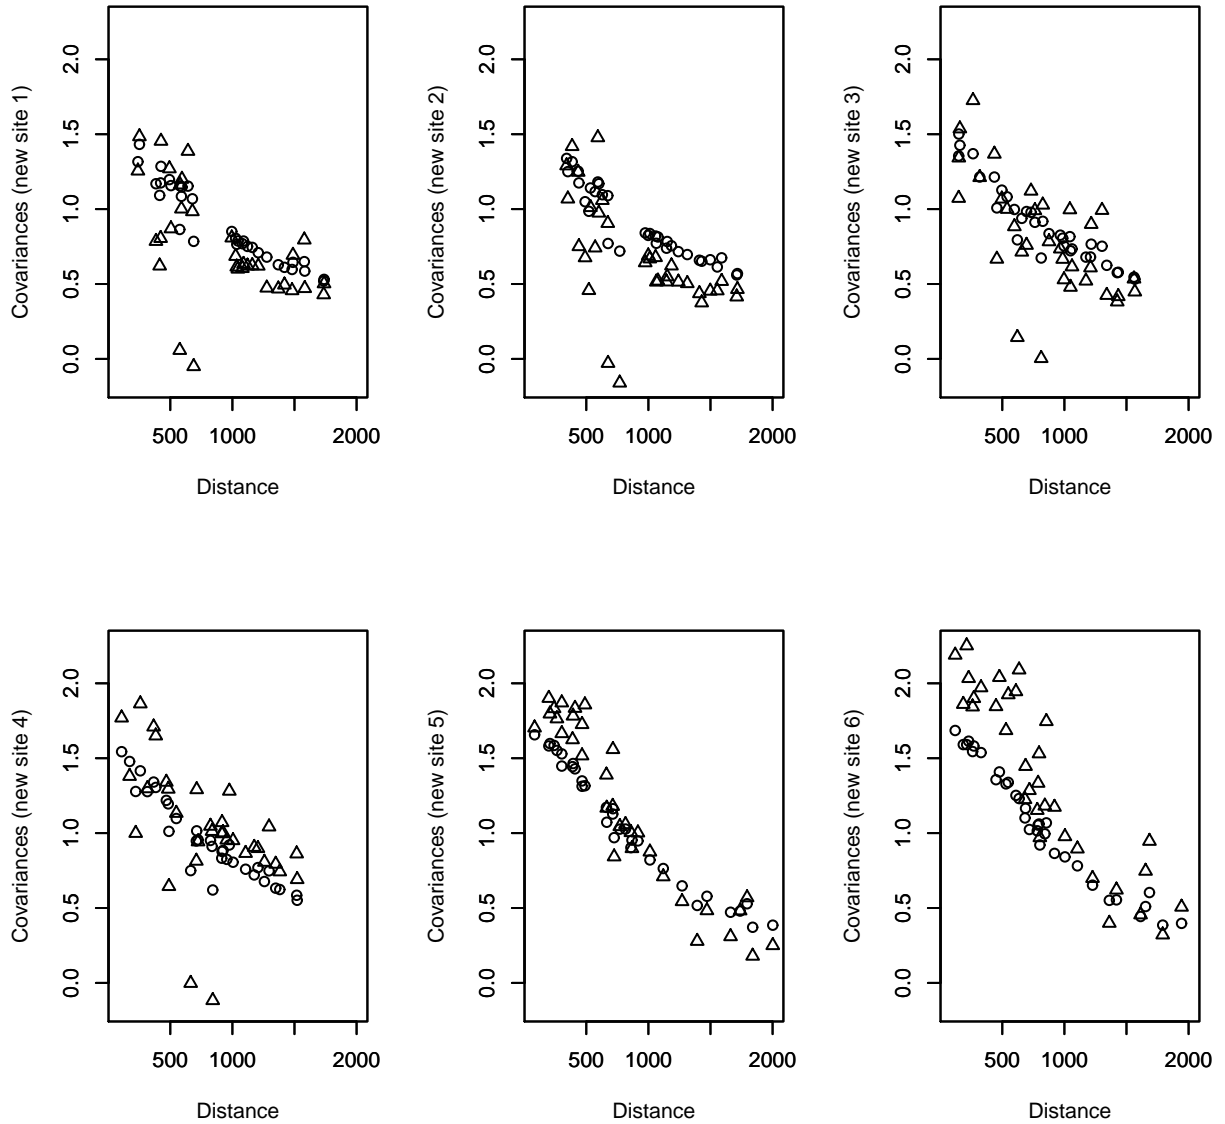 Covariances (new site 1)
0.0 0.5 1.0 1.5 2.0
500 1000 2000
Distance
Covariances (new site 2)
0.0 0.5 1.0 1.5 2.0
500 1000 2000
Distance
Covariances (new site 3)
0.0 0.5 1.0 1.5 2.0
500 1000 2000
Distance
Covariances (new site 4)
0.0 0.5 1.0 1.5 2.0
500 1000 2000
Distance
Covariances (new site 5)
0.0 0.5 1.0 1.5 2.0
500 1000 2000
Distance
Covariances (new site 6)
0.0 0.5 1.0 1.5 2.0
500 1000 2000
Distance